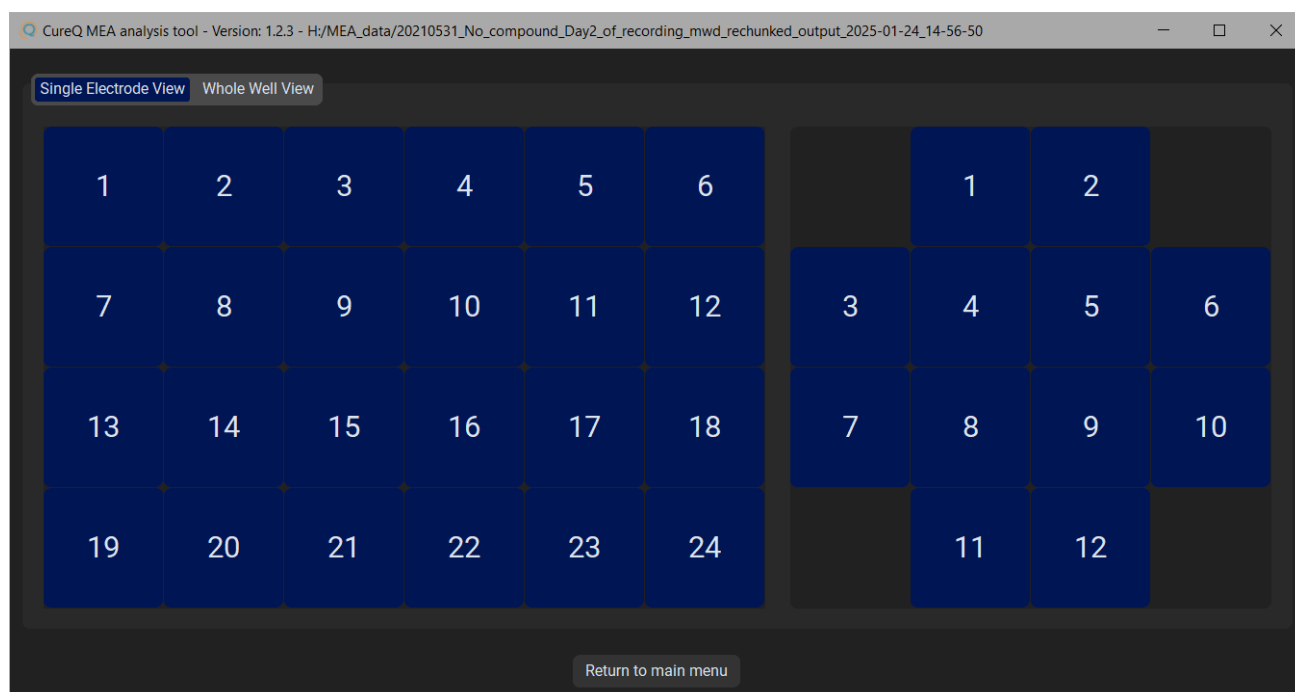 CureQ MEA analysis tool - Version: 1.2.3 - H:/MEA_data/20210531_No_compound_Day2_of_recording_mwd_rechunked_output_2025-01-24_14-56-50
Single Electrode View Whole Well View
1 2 3 4 5 6
7 8 9 10 11 12
13 14 15 16 17 18
19 20 21 22 23 24
1 2
3 4 5 6
7 8 9 10
11 12
Return to main menu